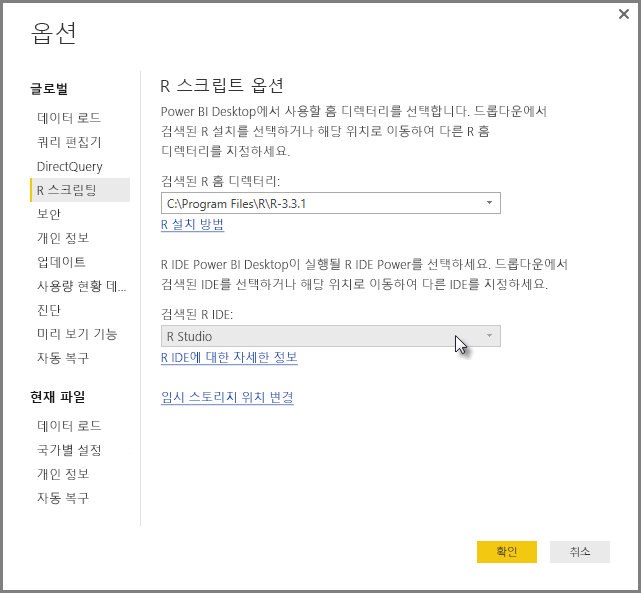 옵션
글로벌
데이터 로드
쿼리 편집기
DirectQuery
R 스크립팅
보안
개인 정보
업데이트
사용량 현황 데...
진단
미리 보기 기능
자동 복구
현재 파일
데이터 로드
국가별 설정
개인 정보
자동 복구
R 스크립트 옵션
Power BI Desktop에서 사용할 홈 디렉터리를 선택합니다. 드롭다운에서
검색된 R 설치를 선택하거나 해당 위치로 이동하여 다른 R 홈
디렉터리를 지정하세요.
검색된 R 홈 디렉터리:
C:\Program Files\R\R-3.3.1
R 설치 방법
R IDE Power BI Desktop이 실행될 R IDE Power를 선택하세요. 드롭다운에서
검색된 IDE를 선택하거나 해당 위치로 이동하여 다른 IDE를 지정하세요.
검색된 R IDE:
R Studio
R IDE에 대한 자세한 정보
임시 스토리지 위치 변경
확인
취소